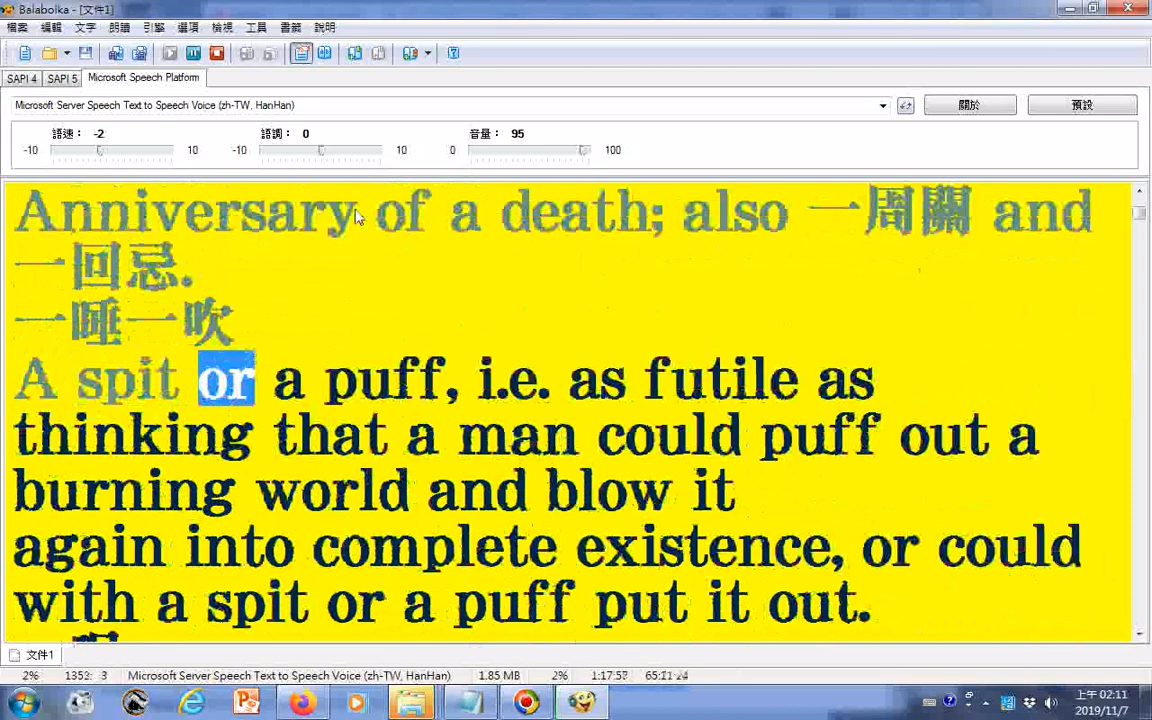 Balabolka - [文件1]
檔案 編輯 文字 朗讀 引擎 選項 檢視 工具 書籤 說明
SAPI 4 SAPI 5 Microsoft Speech Platform
Microsoft Server Speech Text to Speech Voice (zh-TW, HanHan) 關於 預設
語速： -2 語調： 0 音量： 95
-10 10 -10 10 0 100
Anniversary of a death; also 一周關 and
一回忌.
一唾一吹
A spit or a puff, i.e. as futile as
thinking that a man could puff out a
burning world and blow it
again into complete existence, or could
with a spit or a puff put it out.
文件1
2% 1352: 3 Microsoft Server Speech Text to Speech Voice (zh-TW, HanHan) 1.85 MB 2%
上午 02:11
2019/11/7